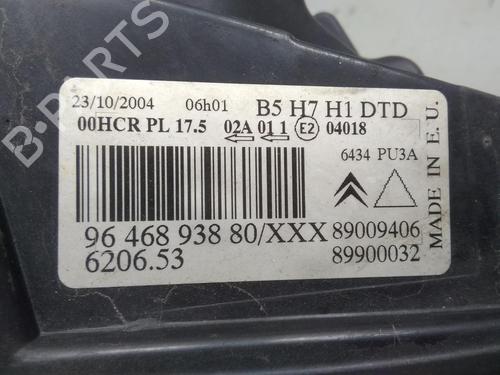 23/10/2004 06h01 B5 H7 H1 DTD
00HCR PL 17.5 02A 01 1 E2 04018
6434 PU3A
96 468 938 80/XXX 89009406
6206.53 89900032
MADE IN E. U.
B-PARTS